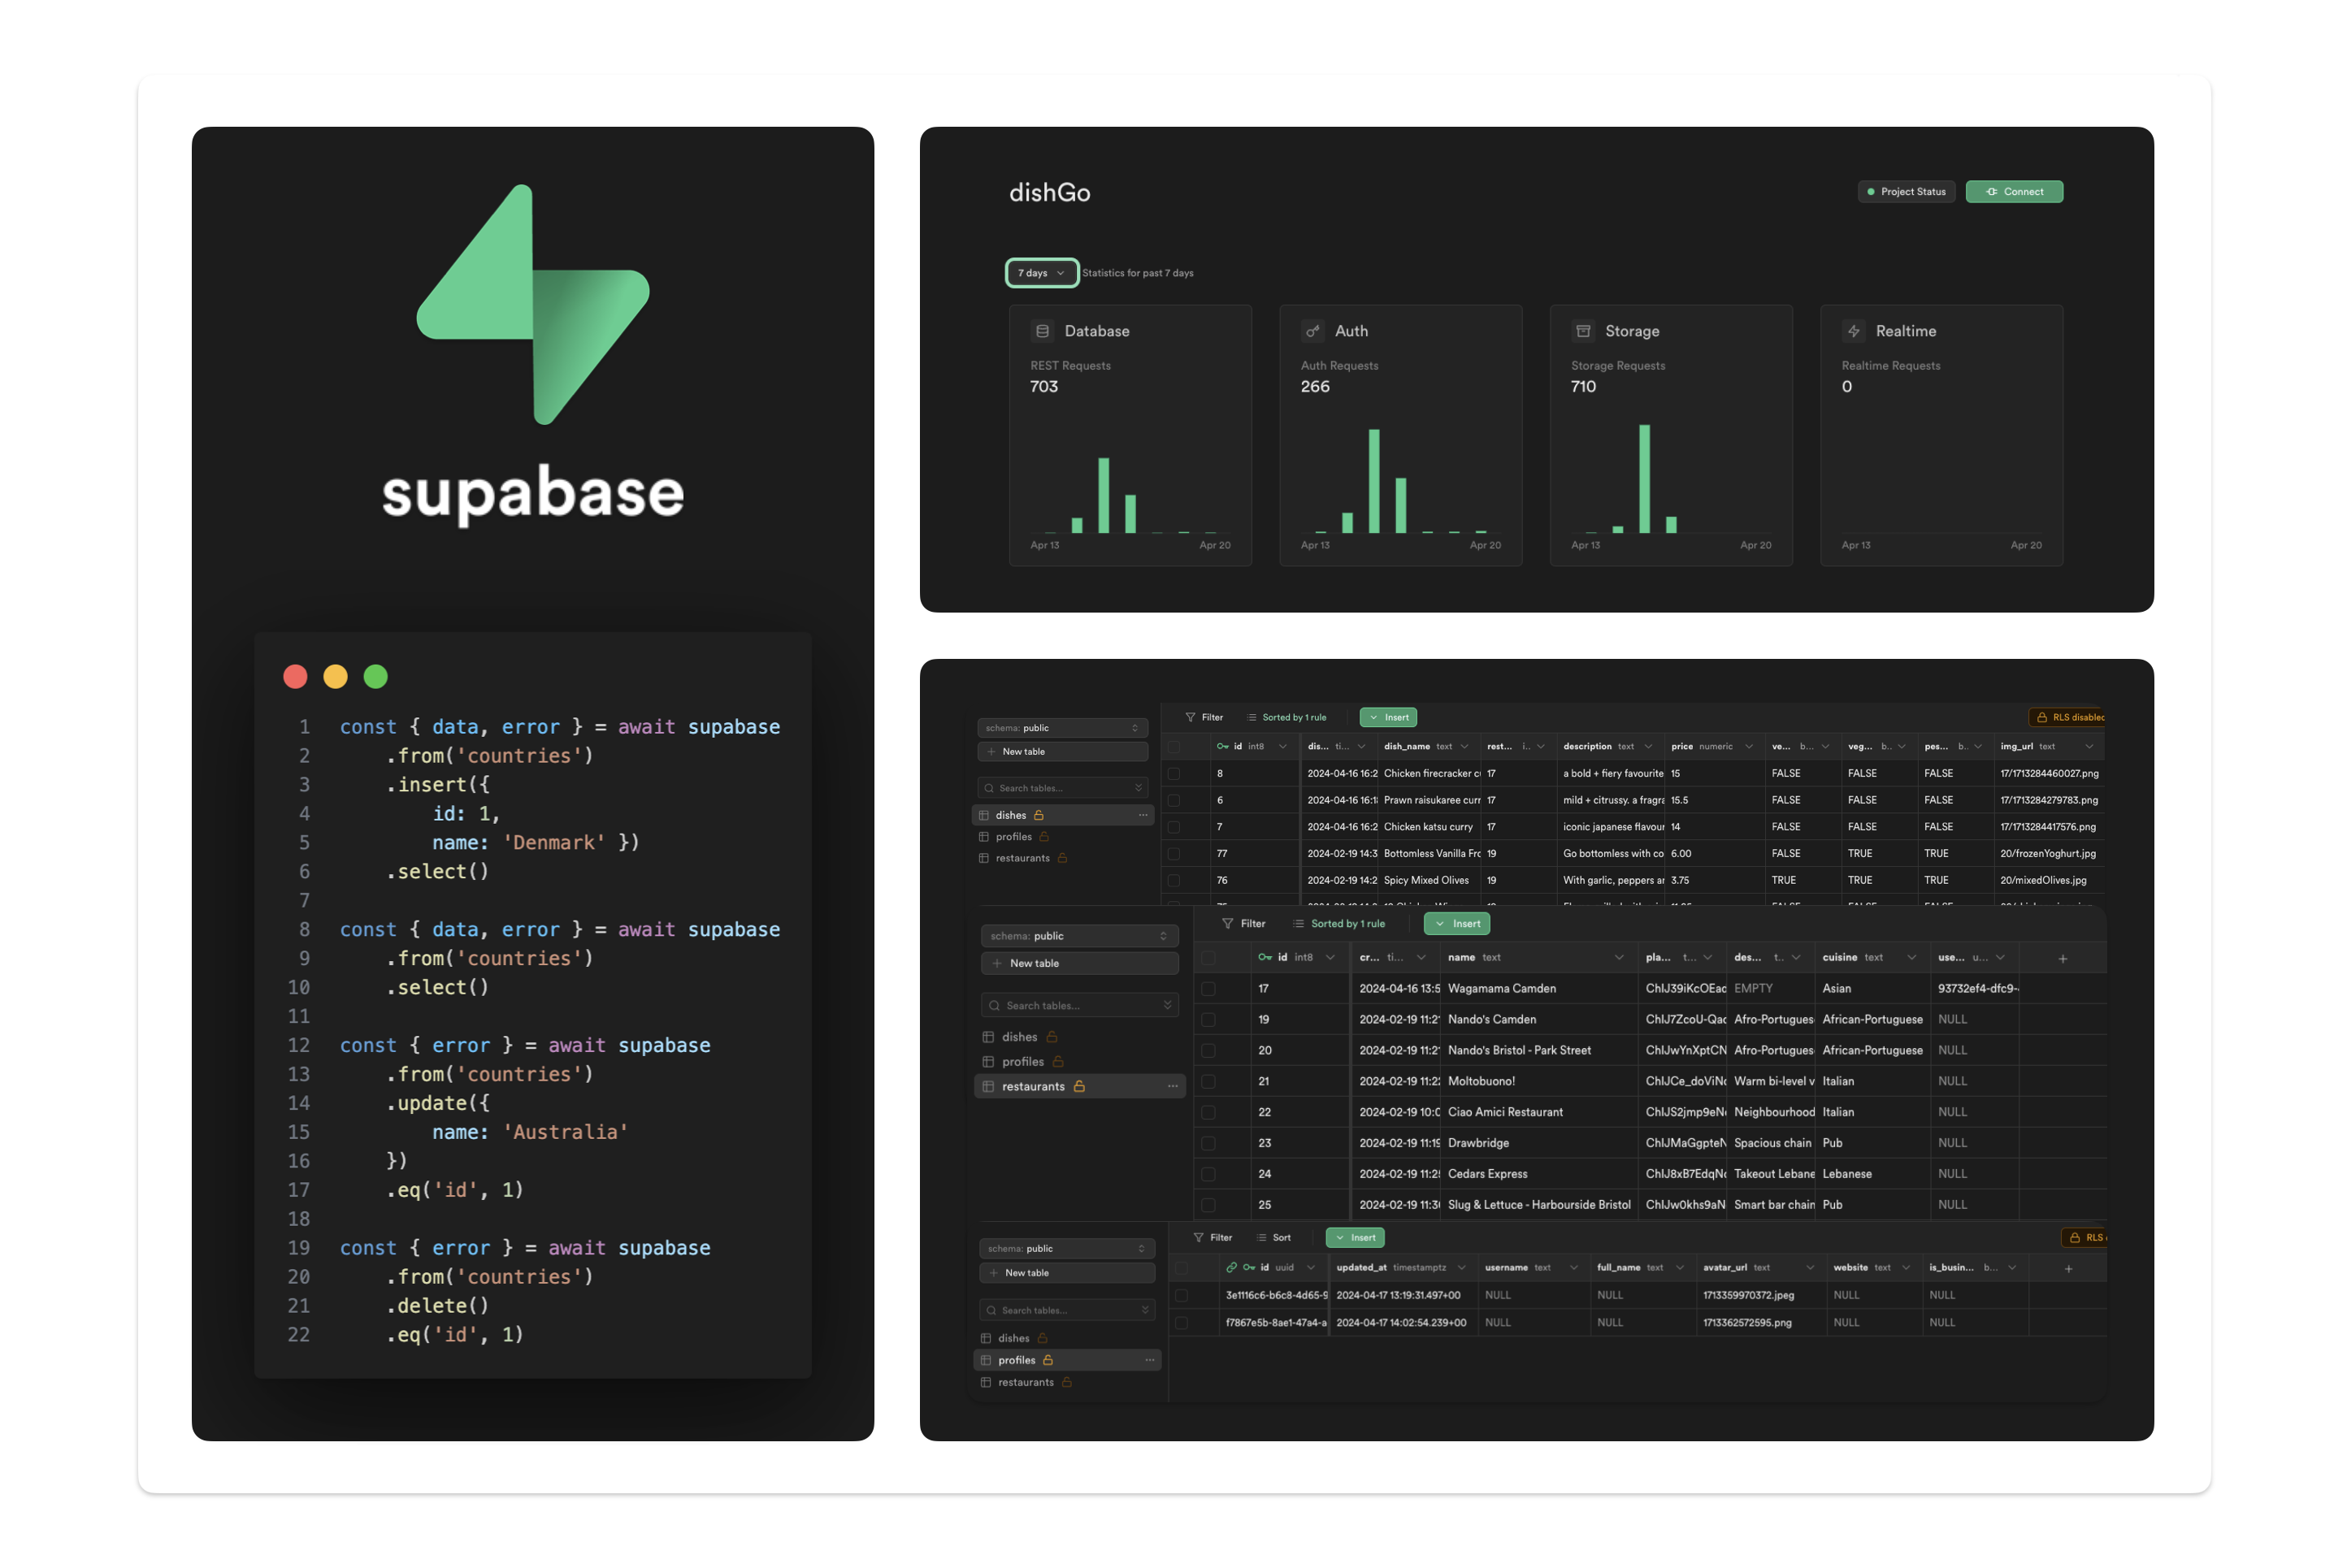 supabase
1 const { data, error } = await supabase
2 .from('countries')
3 .insert({
4 id: 1,
5 name: 'Denmark' })
6 .select()
7
8 const { data, error } = await supabase
9 .from('countries')
10 .select()
11
12 const { error } = await supabase
13 .from('countries')
14 .update({
15 name: 'Australia'
16 })
17 .eq('id', 1)
18
19 const { error } = await supabase
20 .from('countries')
21 .delete()
22 .eq('id', 1)
dishGo
Project Status
Connect
7 days Statistics for past 7 days
Database
REST Requests
703
Apr 13 Apr 20
Auth
Auth Requests
266
Apr 13 Apr 20
Storage
Storage Requests
710
Apr 13 Apr 20
Realtime
Realtime Requests
0
Apr 13 Apr 20
schema: public
New table
Search tables...
dishes
profiles
restaurants
Filter Sorted by 1 rule Insert RLS disabled
id int8 dis... ti... dish_name text rest... i.. description text price numeric ve... b... veg... b.. pes... b.. img_url text
8 2024-04-16 16:2 Chicken firecracker c 17 a bold + fiery favourite 15 FALSE FALSE FALSE 17/1713284460027.png
6 2024-04-16 16:1 Prawn raisukaree curr 17 mild + citrussy. a fragra 15.5 FALSE FALSE FALSE 17/1713284279783.png
7 2024-04-16 16:2 Chicken katsu curry 17 iconic japanese flavour 14 FALSE FALSE FALSE 17/1713284417576.png
77 2024-02-19 14:3 Bottomless Vanilla Fro 19 Go bottomless with co 6.00 FALSE TRUE TRUE 20/frozenYoghurt.jpg
76 2024-02-19 14:2 Spicy Mixed Olives 19 With garlic, peppers ar 3.75 TRUE TRUE TRUE 20/mixedOlives.jpg
schema: public
New table
Search tables...
dishes
profiles
restaurants
Filter Sorted by 1 rule Insert
id int8 cr... ti... name text pla... t... des... t.. cuisine text use... u...
17 2024-04-16 13:5 Wagamama Camden ChIJ39iKcOEad EMPTY Asian 93732ef4-dfc9-
19 2024-02-19 11:2 Nando's Camden ChIJ7ZcoU-Qao Afro-Portugues African-Portuguese NULL
20 2024-02-19 11:2 Nando's Bristol - Park Street ChIJwYnXptCN Afro-Portugues African-Portuguese NULL
21 2024-02-19 11:2 Moltobuono! ChIJCe_doViN Warm bi-level v Italian NULL
22 2024-02-19 10:0 Ciao Amici Restaurant ChIJS2jmp9eN Neighbourhood Italian NULL
23 2024-02-19 11:19 Drawbridge ChIJMaGgpteN Spacious chain Pub NULL
24 2024-02-19 11:2 Cedars Express ChIJ8xB7EdqN Takeout Lebane Lebanese NULL
25 2024-02-19 11:3 Slug & Lettuce - Harbourside Bristol ChIJw0khs9aN Smart bar chain Pub NULL
schema: public
New table
Search tables...
dishes
profiles
restaurants
Filter Sort Insert RLS
id uuid updated_at timestamptz username text full_name text avatar_url text website text is_busin... b...
3e1116c6-b6c8-4d65-9 2024-04-17 13:19:31.497+00 NULL NULL 1713359970372.jpeg NULL NULL
f7867e5b-8ae1-47a4-a 2024-04-17 14:02:54.239+00 NULL NULL 1713362572595.png NULL NULL